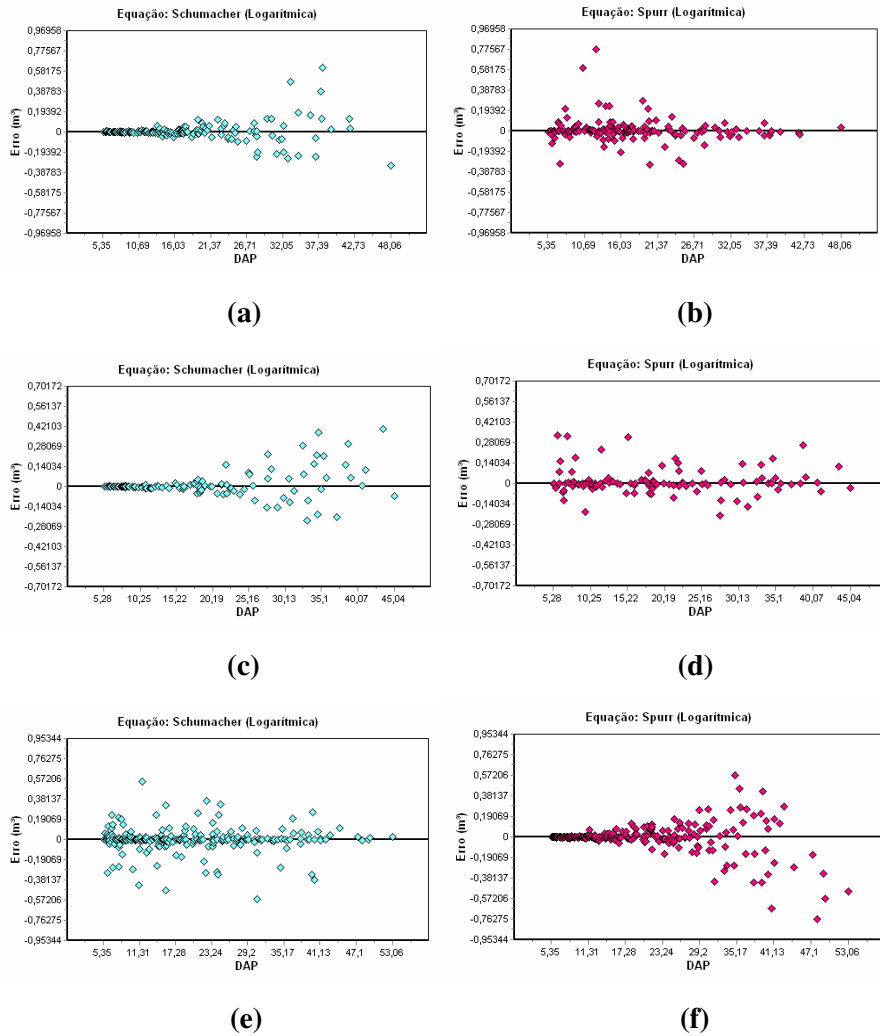 Equação: Schumacher (Logarítmica)
0,96958
0,77567
0,58175
0,38783
0,19392
0
-0,19392
-0,38783
-0,58175
-0,77567
-0,96958
Erro (m³)
5,35 10,69 16,03 21,37 26,71 32,05 37,39 42,73 48,06
DAP
(a)
Equação: Spurr (Logarítmica)
0,96958
0,77567
0,58175
0,38783
0,19392
0
-0,19392
-0,38783
-0,58175
-0,77567
-0,96958
Erro (m³)
5,35 10,69 16,03 21,37 26,71 32,05 37,39 42,73 48,06
DAP
(b)
Equação: Schumacher (Logarítmica)
0,70172
0,56137
0,42103
0,28069
0,14034
0
-0,14034
-0,28069
-0,42103
-0,56137
-0,70172
Erro (m³)
5,28 10,25 15,22 20,19 25,16 30,13 35,1 40,07 45,04
DAP
(c)
Equação: Spurr (Logarítmica)
0,70172
0,56137
0,42103
0,28069
0,14034
0
-0,14034
-0,28069
-0,42103
-0,56137
-0,70172
Erro (m³)
5,28 10,25 15,22 20,19 25,16 30,13 35,1 40,07 45,04
DAP
(d)
Equação: Schumacher (Logarítmica)
0,95344
0,76275
0,57206
0,38137
0,19069
0
-0,19069
-0,38137
-0,57206
-0,76275
-0,95344
Erro (m³)
5,35 11,31 17,28 23,24 29,2 35,17 41,13 47,1 53,06
DAP
(e)
Equação: Spurr (Logarítmica)
0,95344
0,76275
0,57206
0,38137
0,19069
0
-0,19069
-0,38137
-0,57206
-0,76275
-0,95344
Erro (m³)
5,35 11,31 17,28 23,24 29,2 35,17 41,13 47,1 53,06
DAP
(f)